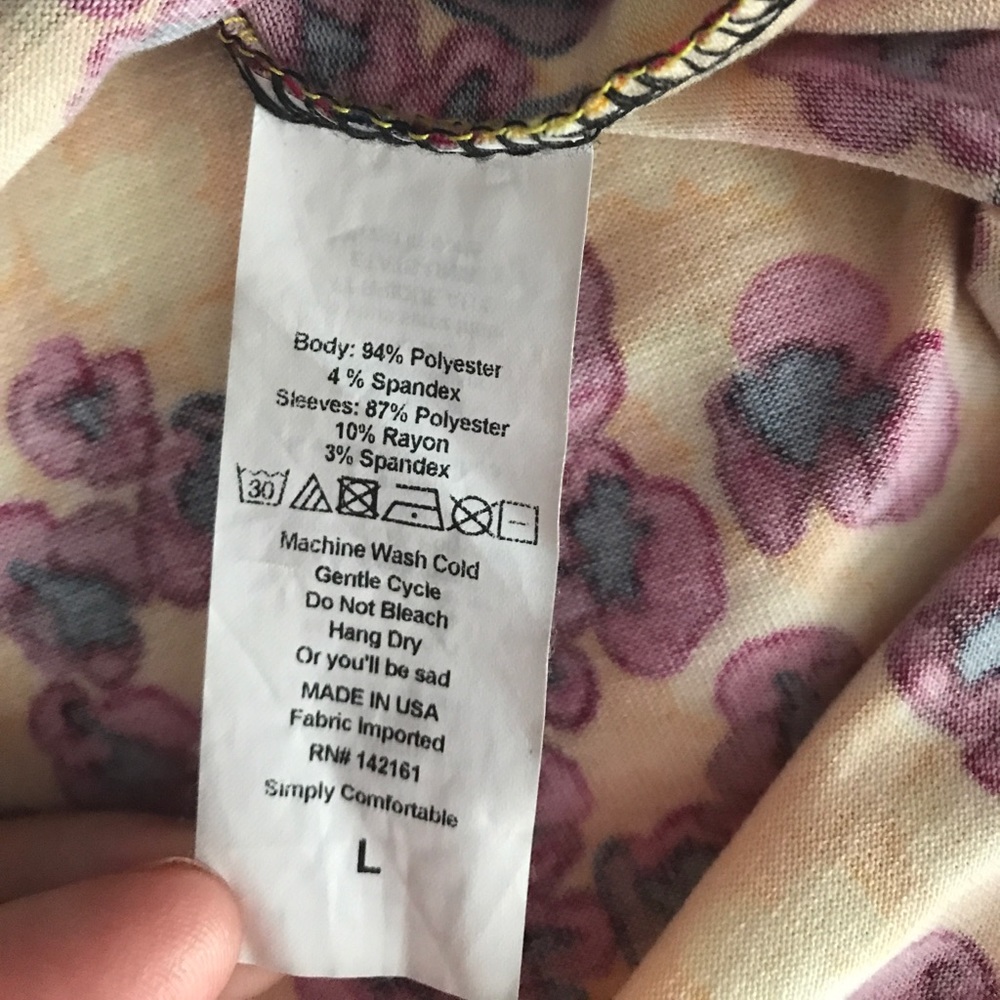 Body: 94% Polyester
4 % Spandex
Sleeves: 87% Polyester
10% Rayon
3% Spandex
30
Machine Wash Cold
Gentle Cycle
Do Not Bleach
Hang Dry
Or you'll be sad
MADE IN USA
Fabric Imported
RN# 142161
Simply Comfortable
L